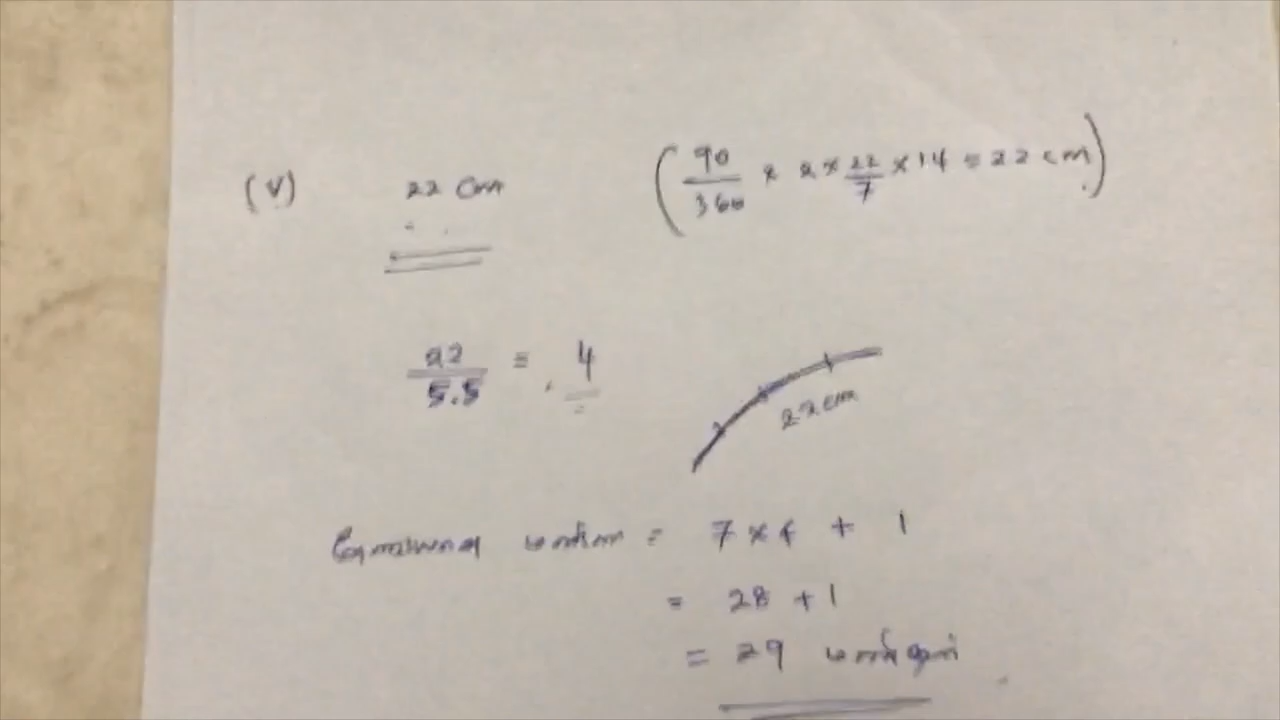 (V) 22 cm ( 90/360 × 2 × 22/7 × 14 = 22 cm )
22/5.5 = 4
22 cm
தேவையான = 7 × 4 + 1
= 28 + 1
= 29